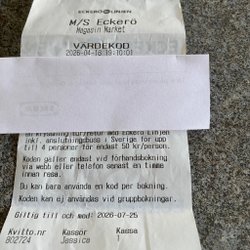 ECKERÖ LINJEN
M/S Eckerö
Magasin Market
VÄRDEKOD
2026-04-18 19:10:01
en kryssning tur/retur med Eckerö Linjen
inkl. anslutningsbuss i Sverige för upp
till 4 personer för endast 50 kr/person.
Koden gäller endast vid förhandsbokning
via webb eller telefon senast en timme
innan resa.
Du kan bara använda en kod per bokning.
Koden kan ej användas vid gruppbokningar.
Giltig till och med: 2026-07-25
Kvitto.nr Kassör Kassa
802724 Jessica 1